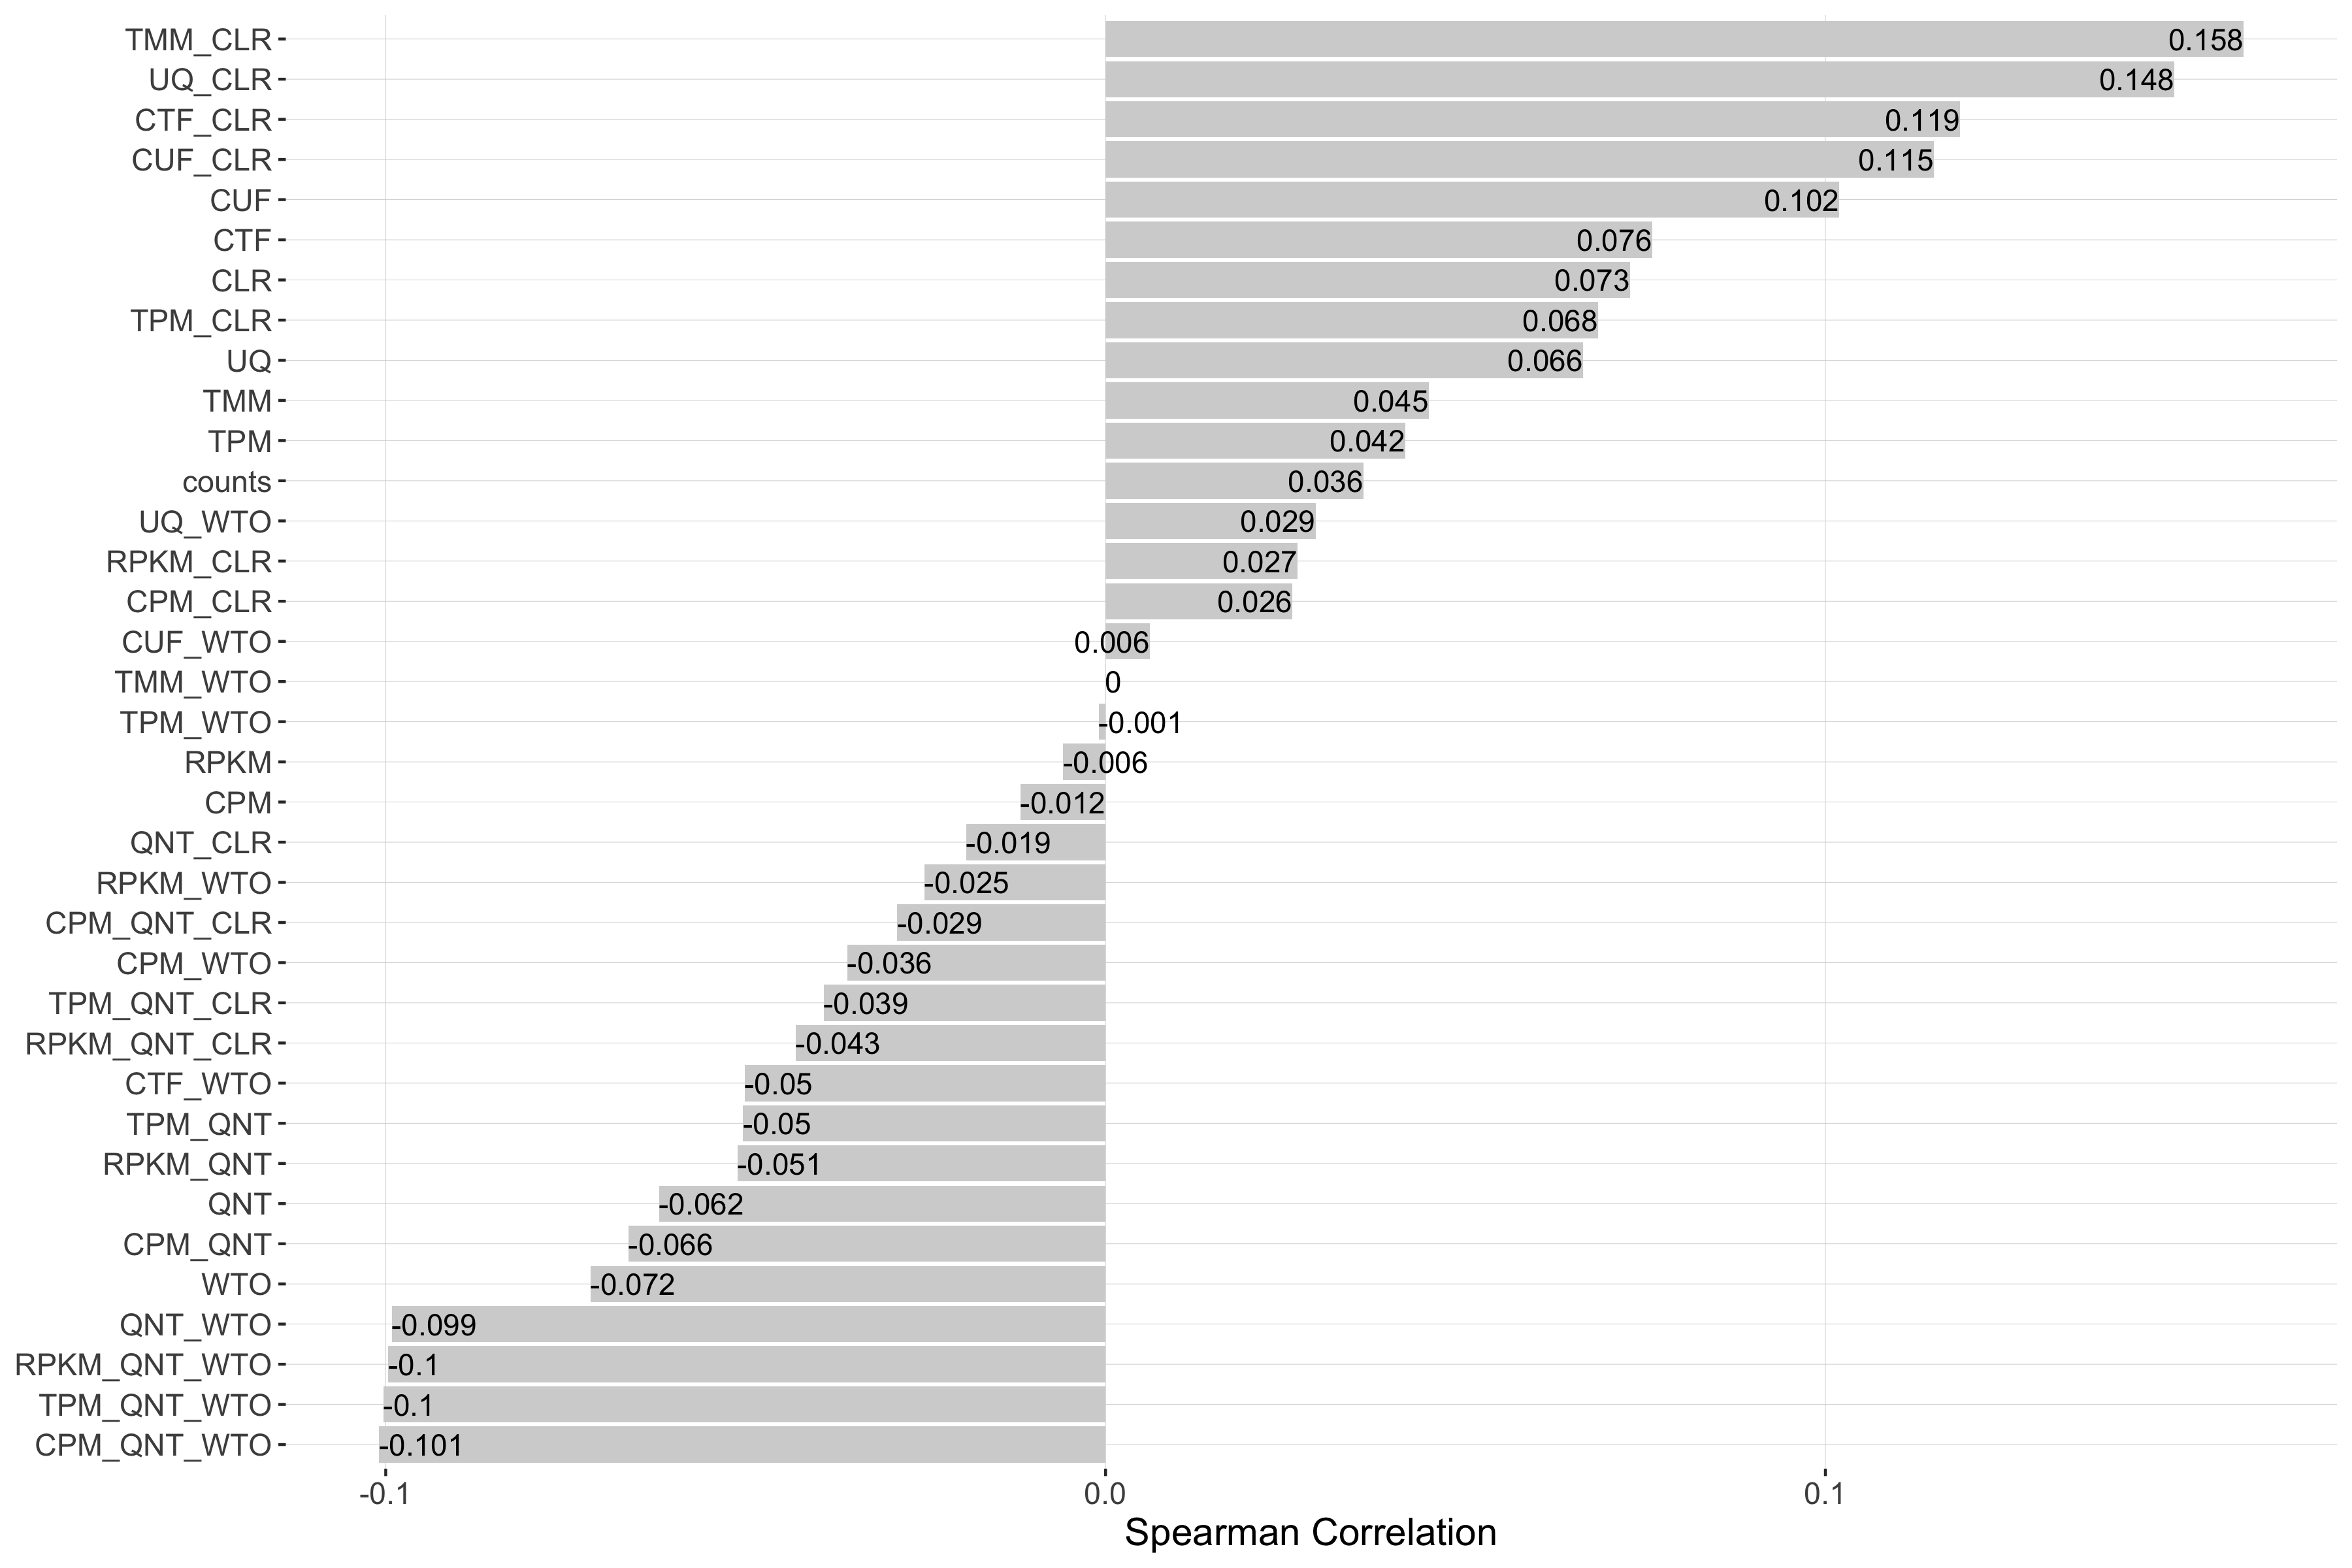 TMM_CLR 0.158
UQ_CLR 0.148
CTF_CLR 0.119
CUF_CLR 0.115
CUF 0.102
CTF 0.076
CLR 0.073
TPM_CLR 0.068
UQ 0.066
TMM 0.045
TPM 0.042
counts 0.036
UQ_WTO 0.029
RPKM_CLR 0.027
CPM_CLR 0.026
CUF_WTO 0.006
TMM_WTO 0
TPM_WTO -0.001
RPKM -0.006
CPM -0.012
QNT_CLR -0.019
RPKM_WTO -0.025
CPM_QNT_CLR -0.029
CPM_WTO -0.036
TPM_QNT_CLR -0.039
RPKM_QNT_CLR -0.043
CTF_WTO -0.05
TPM_QNT -0.05
RPKM_QNT -0.051
QNT -0.062
CPM_QNT -0.066
WTO -0.072
QNT_WTO -0.099
RPKM_QNT_WTO -0.1
TPM_QNT_WTO -0.1
CPM_QNT_WTO -0.101
-0.1 0.0 0.1
Spearman Correlation